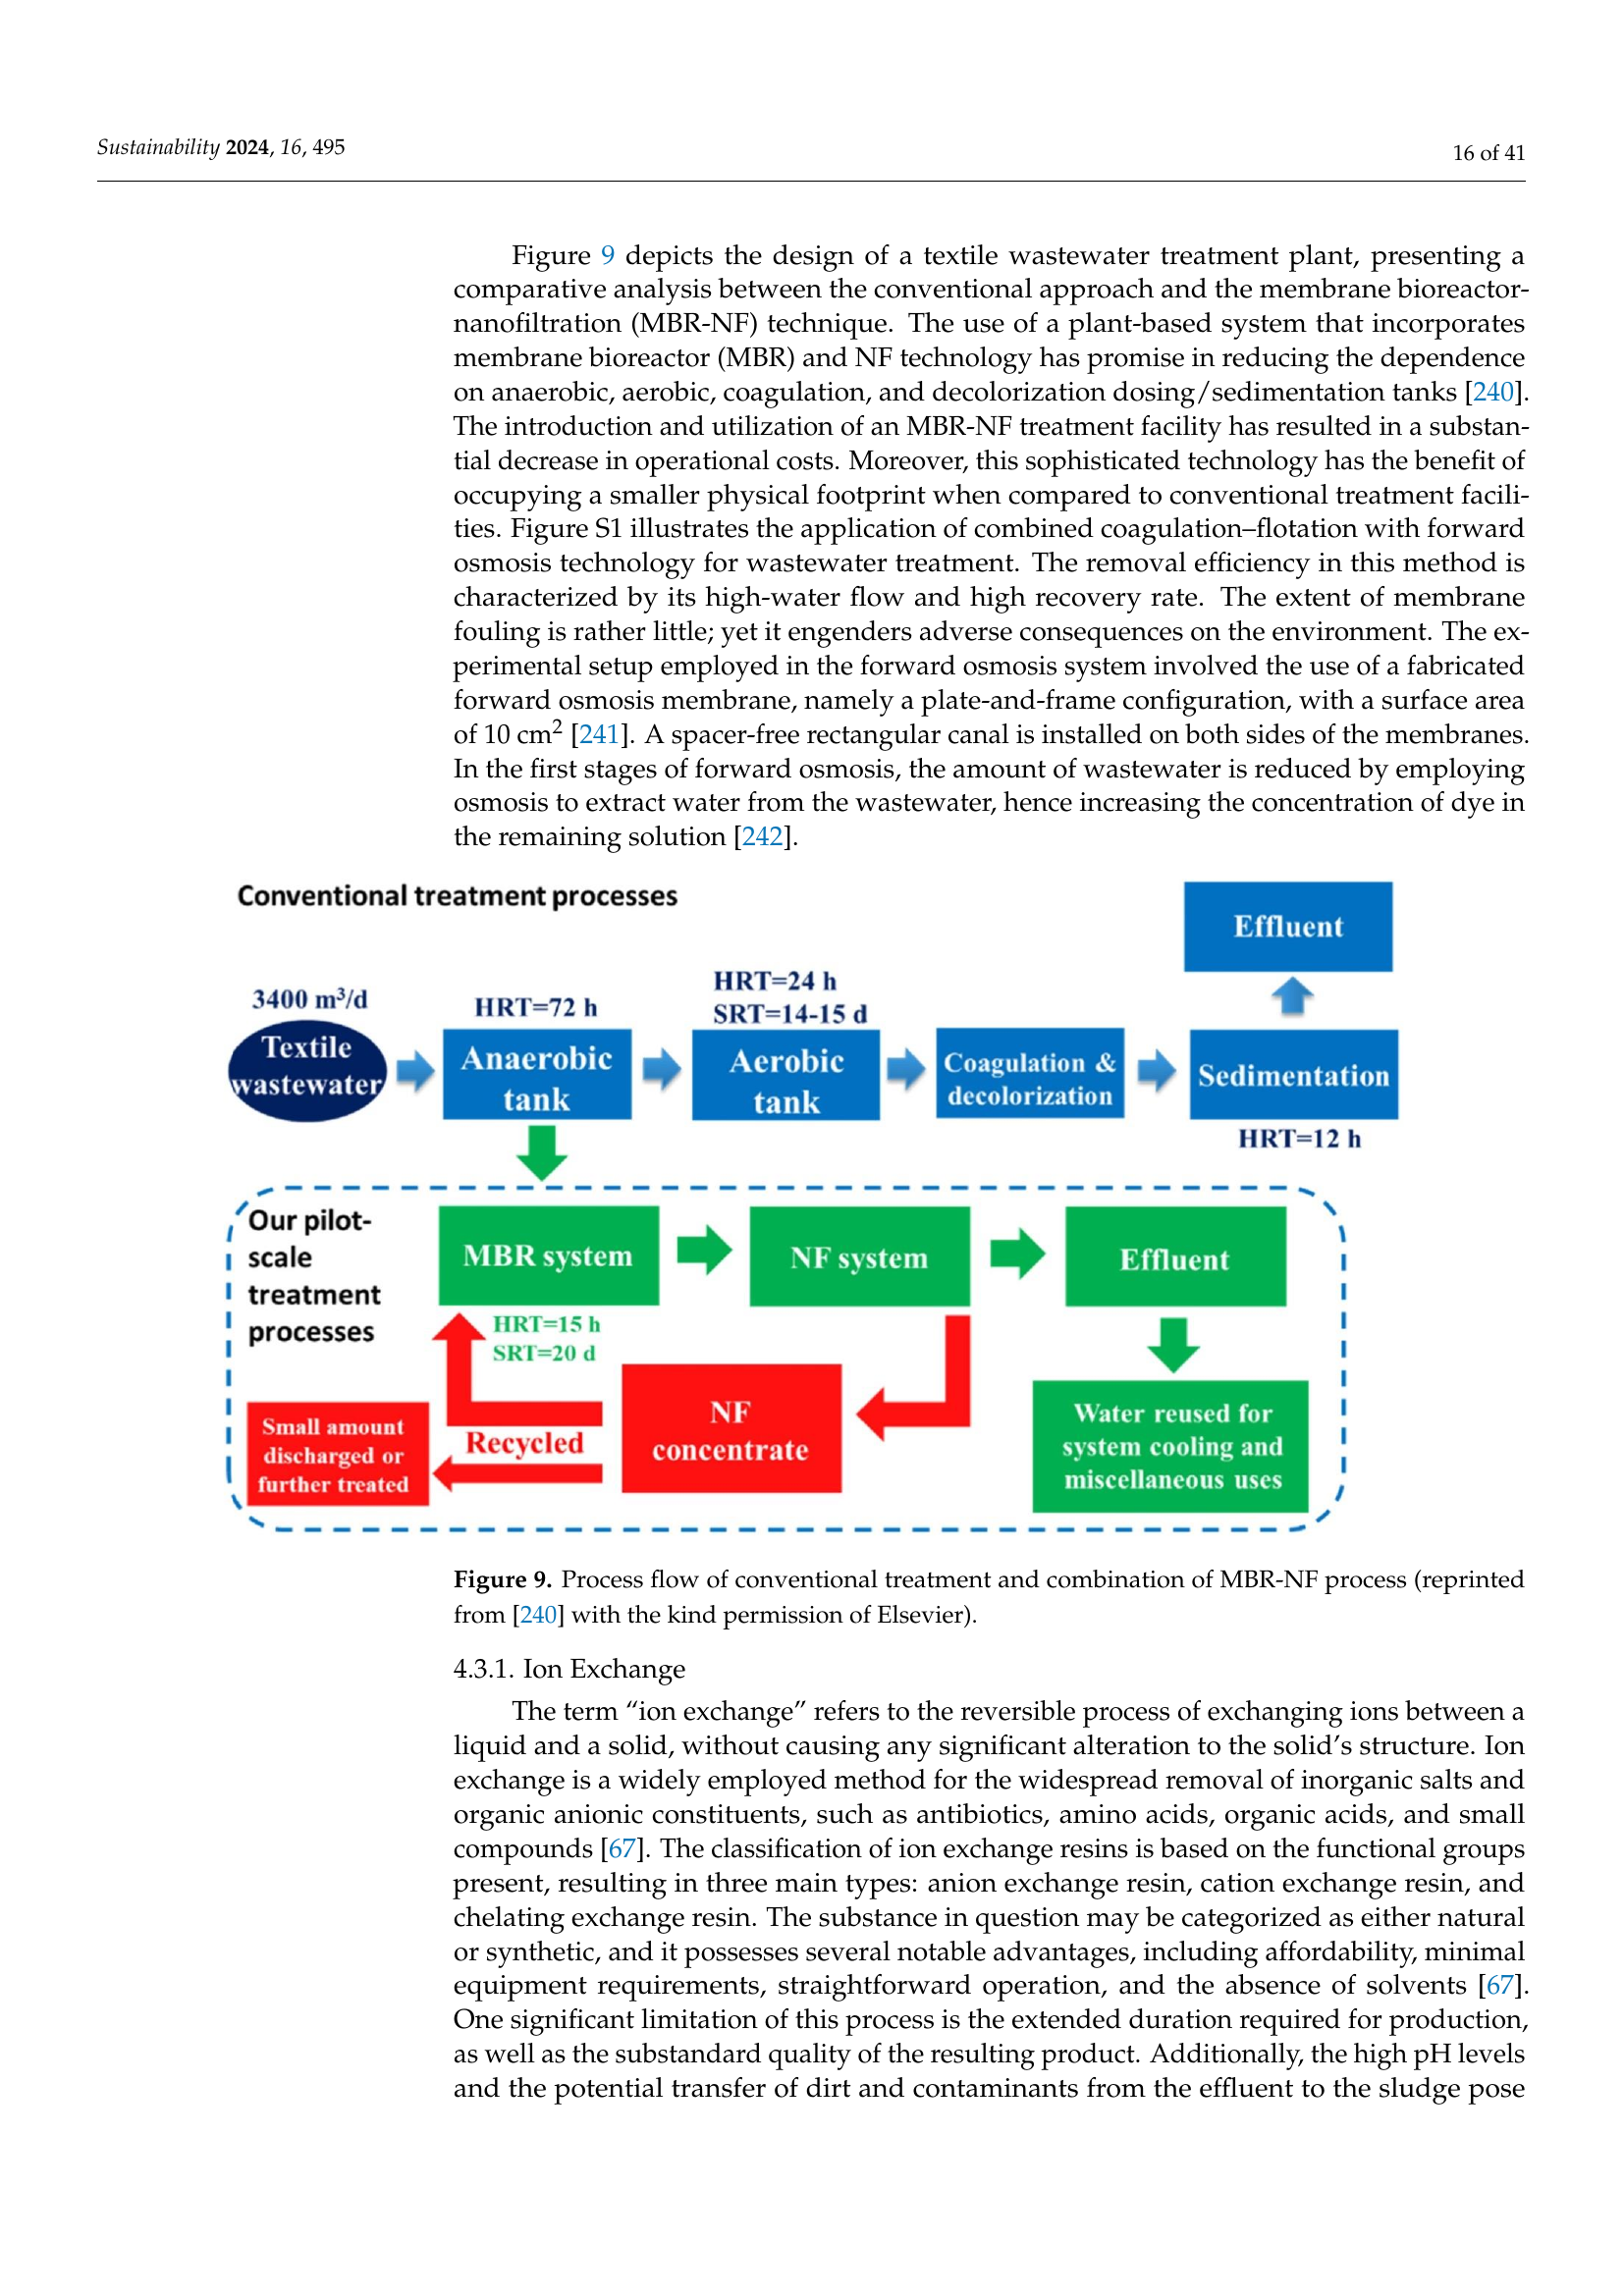 Sustainability 2024, 16, 495
16 of 41
Figure 9 depicts the design of a textile wastewater treatment plant, presenting a
comparative analysis between the conventional approach and the membrane bioreactor-
nanofiltration (MBR-NF) technique. The use of a plant-based system that incorporates
membrane bioreactor (MBR) and NF technology has promise in reducing the dependence
on anaerobic, aerobic, coagulation, and decolorization dosing/sedimentation tanks [240].
The introduction and utilization of an MBR-NF treatment facility has resulted in a substan-
tial decrease in operational costs. Moreover, this sophisticated technology has the benefit of
occupying a smaller physical footprint when compared to conventional treatment facili-
ties. Figure S1 illustrates the application of combined coagulation–flotation with forward
osmosis technology for wastewater treatment. The removal efficiency in this method is
characterized by its high-water flow and high recovery rate. The extent of membrane
fouling is rather little; yet it engenders adverse consequences on the environment. The ex-
perimental setup employed in the forward osmosis system involved the use of a fabricated
forward osmosis membrane, namely a plate-and-frame configuration, with a surface area
of 10 cm² [241]. A spacer-free rectangular canal is installed on both sides of the membranes.
In the first stages of forward osmosis, the amount of wastewater is reduced by employing
osmosis to extract water from the wastewater, hence increasing the concentration of dye in
the remaining solution [242].
Conventional treatment processes
Effluent
3400 m³/d
HRT=72 h
HRT=24 h
SRT=14-15 d
Textile
wastewater
Anaerobic
tank
Aerobic
tank
Coagulation &
decolorization
Sedimentation
HRT=12 h
Our pilot-
scale
treatment
processes
MBR system
NF system
Effluent
HRT=15 h
SRT=20 d
Small amount
discharged or
further treated
Recycled
NF
concentrate
Water reused for
system cooling and
miscellaneous uses
Figure 9. Process flow of conventional treatment and combination of MBR-NF process (reprinted
from [240] with the kind permission of Elsevier).
4.3.1. Ion Exchange
The term “ion exchange” refers to the reversible process of exchanging ions between a
liquid and a solid, without causing any significant alteration to the solid’s structure. Ion
exchange is a widely employed method for the widespread removal of inorganic salts and
organic anionic constituents, such as antibiotics, amino acids, organic acids, and small
compounds [67]. The classification of ion exchange resins is based on the functional groups
present, resulting in three main types: anion exchange resin, cation exchange resin, and
chelating exchange resin. The substance in question may be categorized as either natural
or synthetic, and it possesses several notable advantages, including affordability, minimal
equipment requirements, straightforward operation, and the absence of solvents [67].
One significant limitation of this process is the extended duration required for production,
as well as the substandard quality of the resulting product. Additionally, the high pH levels
and the potential transfer of dirt and contaminants from the effluent to the sludge pose